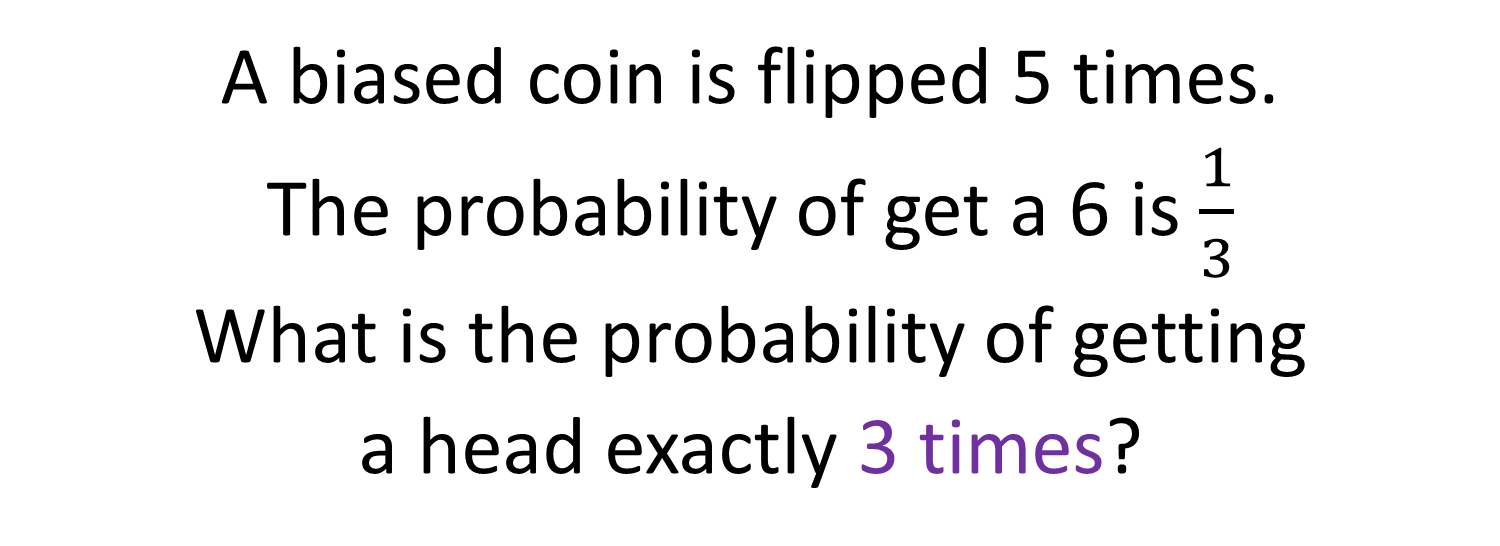 A biased coin is flipped 5 times.
The probability of get a 6 is 1/3
What is the probability of getting
a head exactly 3 times?